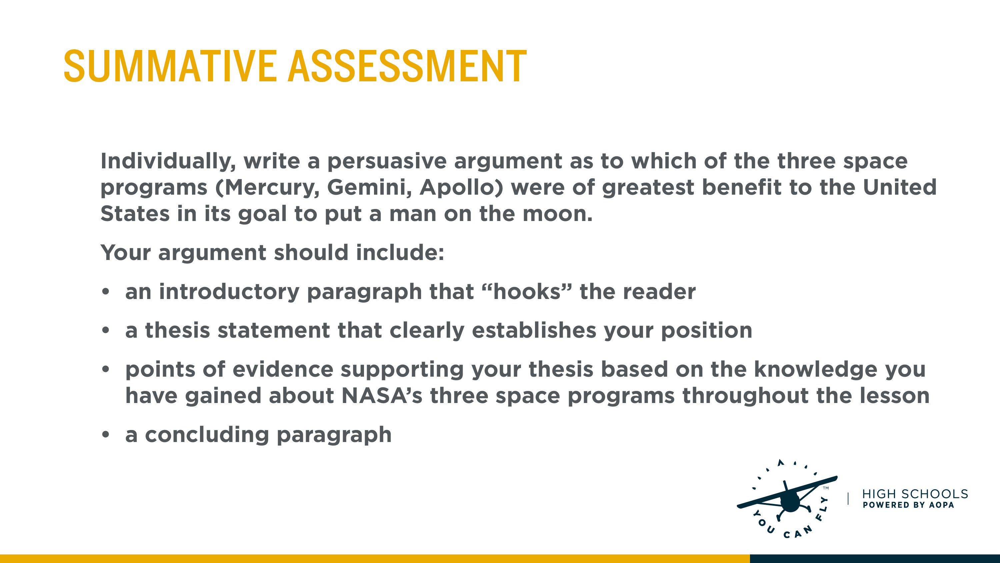 SUMMATIVE ASSESSMENT
Individually, write a persuasive argument as to which of the three space
programs (Mercury, Gemini, Apollo) were of greatest benefit to the United
States in its goal to put a man on the moon.
Your argument should include:
• an introductory paragraph that “hooks” the reader
• a thesis statement that clearly establishes your position
• points of evidence supporting your thesis based on the knowledge you
have gained about NASA’s three space programs throughout the lesson
• a concluding paragraph
YOU CAN FLY
TM
HIGH SCHOOLS
POWERED BY AOPA